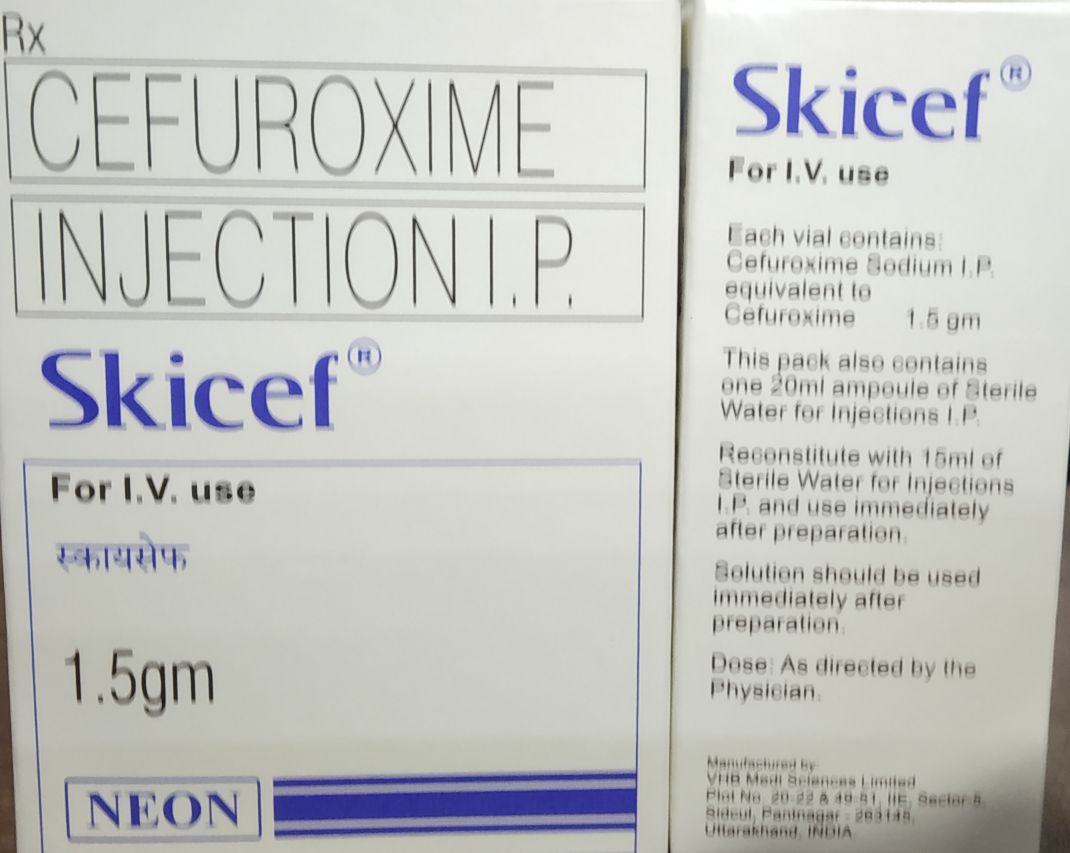 Rx
CEFUROXIME
INJECTION I.P.
Skicef®
For I.V. use
स्कायसेफ
1.5gm
NEON
Skicef®
For I.V. use
Each vial contains:
Cefuroxime Sodium I.P.
equivalent to
Cefuroxime 1.5 gm
This pack also contains
one 20ml ampoule of Sterile
Water for Injections I.P.
Reconstitute with 15ml of
Sterile Water for Injections
I.P. and use immediately
after preparation.
Solution should be used
immediately after
preparation.
Dose: As directed by the
Physician.
Manufactured by:
VHB Medi Sciences Limited
Plot No. 20-22 & 49-51, IIE, Sector-5,
Sidcul, Pantnagar - 263145,
Uttarakhand, INDIA.